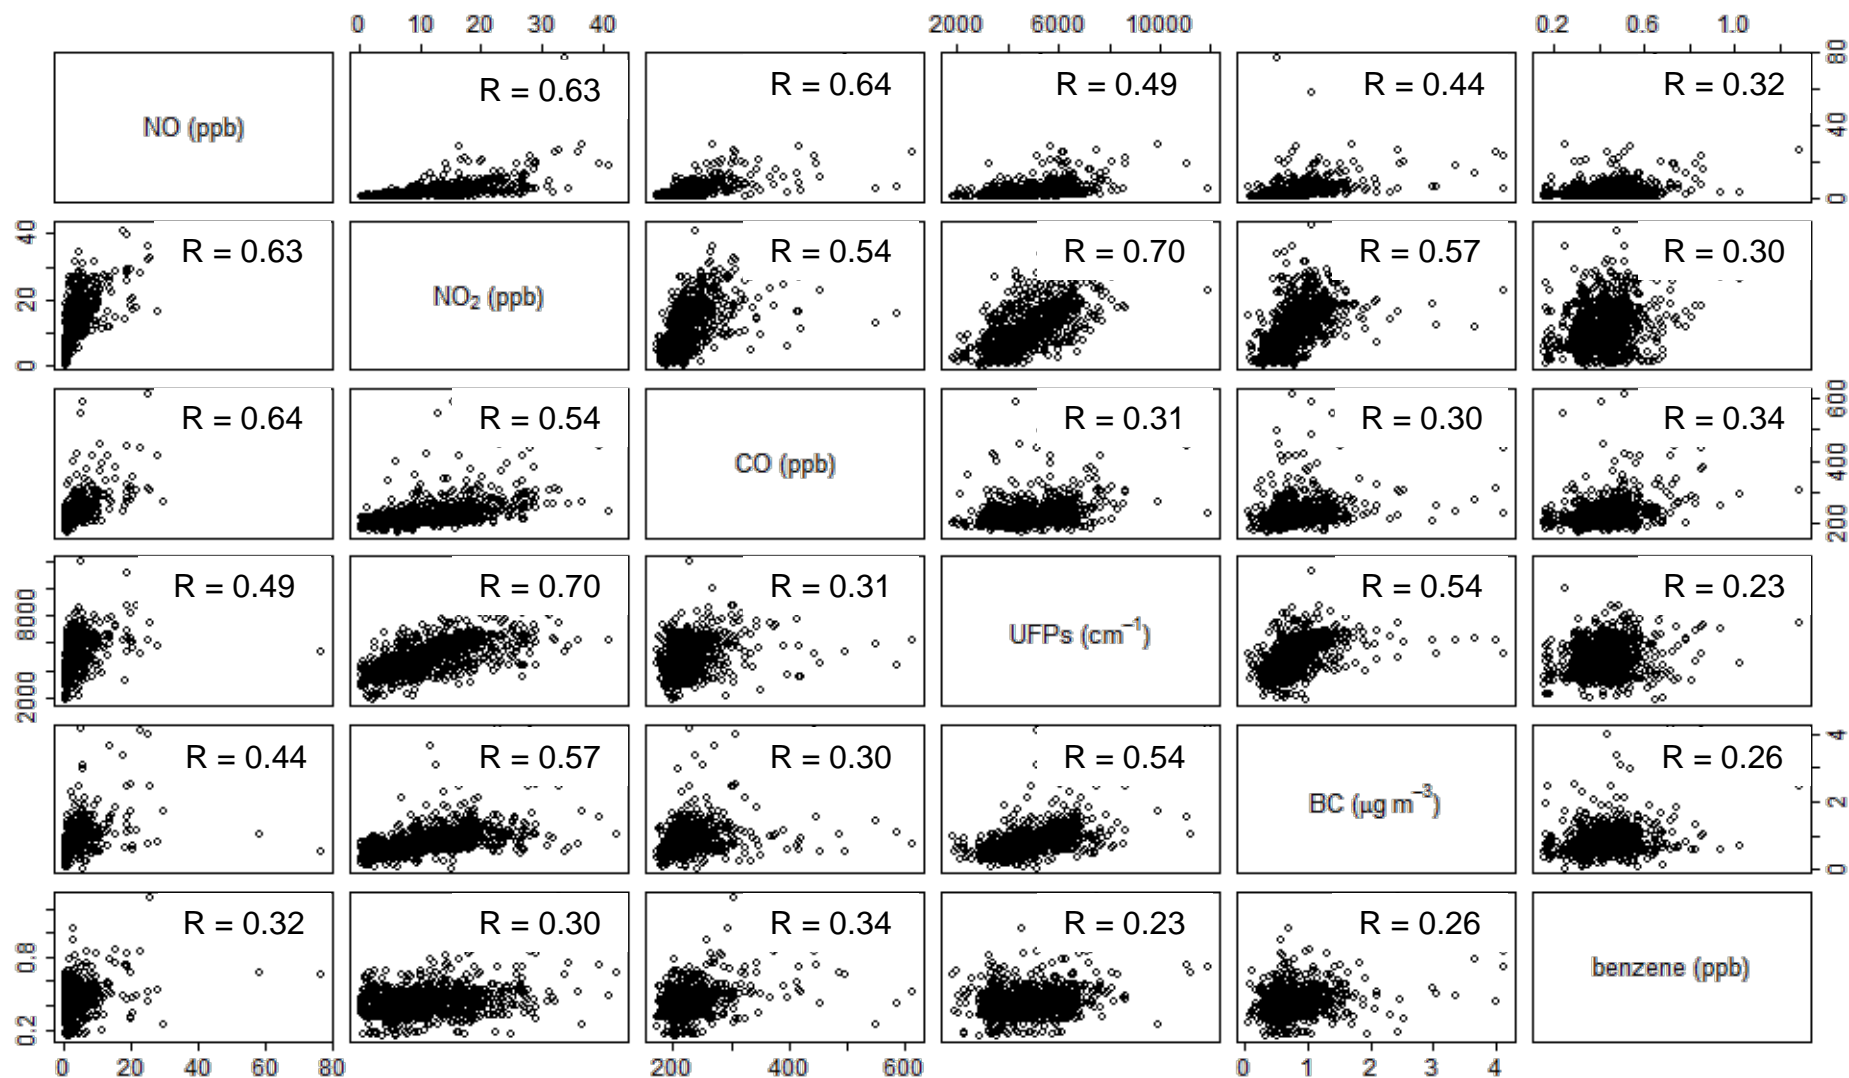 0 10 20 30 40 2000 6000 10000 0.2 0.6 1.0
NO (ppb) R = 0.63 R = 0.64 R = 0.49 R = 0.44 R = 0.32 0 40 80
0 20 40 R = 0.63 NO₂ (ppb) R = 0.54 R = 0.70 R = 0.57 R = 0.30
R = 0.64 R = 0.54 CO (ppb) R = 0.31 R = 0.30 R = 0.34 200 400 600
2000 8000 R = 0.49 R = 0.70 R = 0.31 UFPs (cm⁻¹) R = 0.54 R = 0.23
R = 0.44 R = 0.57 R = 0.30 R = 0.54 BC (µg m⁻³) R = 0.26 0 2 4
0.2 0.8 R = 0.32 R = 0.30 R = 0.34 R = 0.23 R = 0.26 benzene (ppb)
0 20 40 60 80 200 400 600 0 1 2 3 4